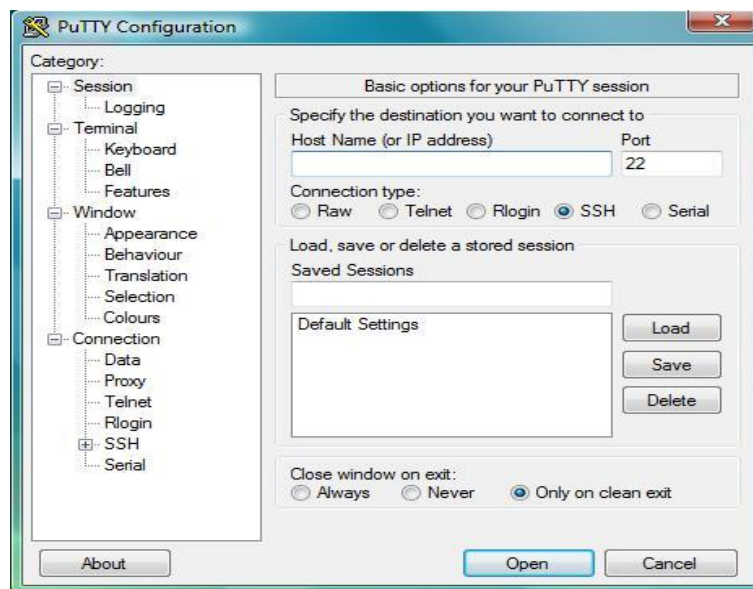 PuTTY Configuration
Category:
Session
Logging
Terminal
Keyboard
Bell
Features
Window
Appearance
Behaviour
Translation
Selection
Colours
Connection
Data
Proxy
Telnet
Rlogin
SSH
Serial
Basic options for your PuTTY session
Specify the destination you want to connect to
Host Name (or IP address) Port
22
Connection type:
Raw Telnet Rlogin SSH Serial
Load, save or delete a stored session
Saved Sessions
Default Settings
Load
Save
Delete
Close window on exit:
Always Never Only on clean exit
About Open Cancel